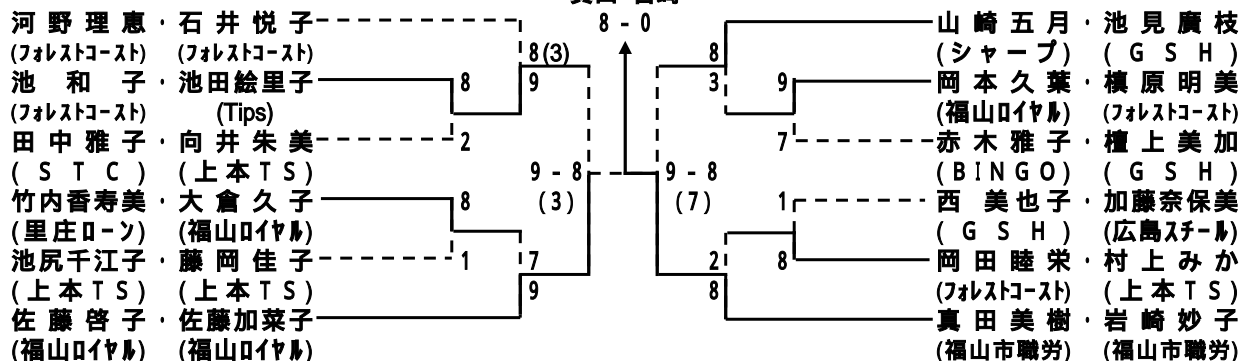 8 - 0
河野理恵・石井悦子
(フォレストコースト) (フォレストコースト)
8(3)
池 和 子・池田絵里子
8
9
(フォレストコースト) (Tips)
田中雅子・向井朱美
2
(STC) (上本TS)
9 - 8
(3)
竹内香寿美・大倉久子
8
(里庄ローン) (福山ロイヤル)
池尻千江子・藤岡佳子
1
7
(上本TS) (上本TS)
9
佐藤啓子・佐藤加菜子
(福山ロイヤル) (福山ロイヤル)
山崎五月・池見廣枝
8
(シャープ) (GSH)
3
9
岡本久葉・槙原明美
(福山ロイヤル) (フォレストコースト)
7
赤木雅子・檀上美加
(BINGO) (GSH)
9 - 8
(7)
1
西 美也子・加藤奈保美
(GSH) (広島スチール)
2
8
岡田睦栄・村上みか
(フォレストコースト) (上本TS)
8
真田美樹・岩崎妙子
(福山市職労) (福山市職労)